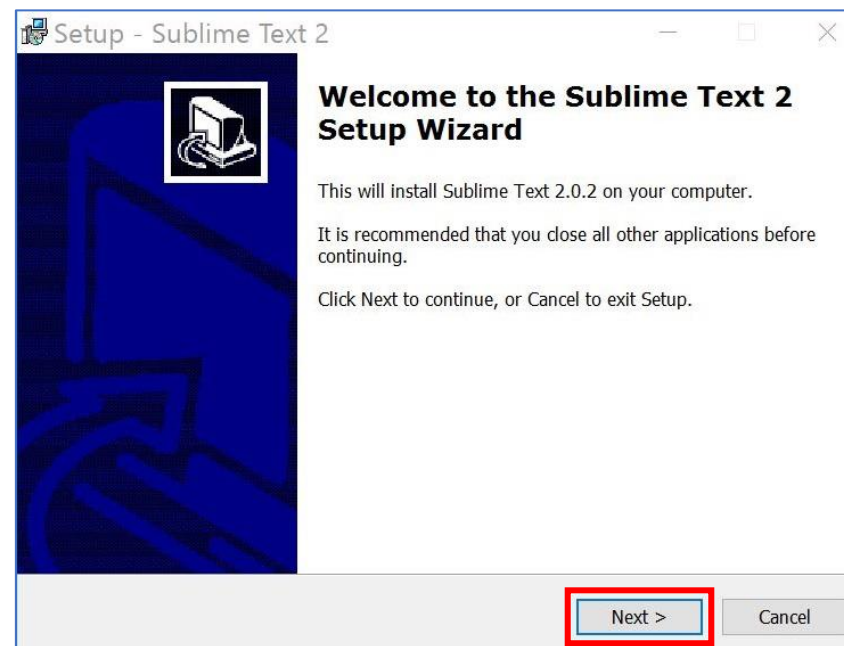 Setup - Sublime Text 2
Welcome to the Sublime Text 2
Setup Wizard
This will install Sublime Text 2.0.2 on your computer.
It is recommended that you close all other applications before
continuing.
Click Next to continue, or Cancel to exit Setup.
Next >
Cancel